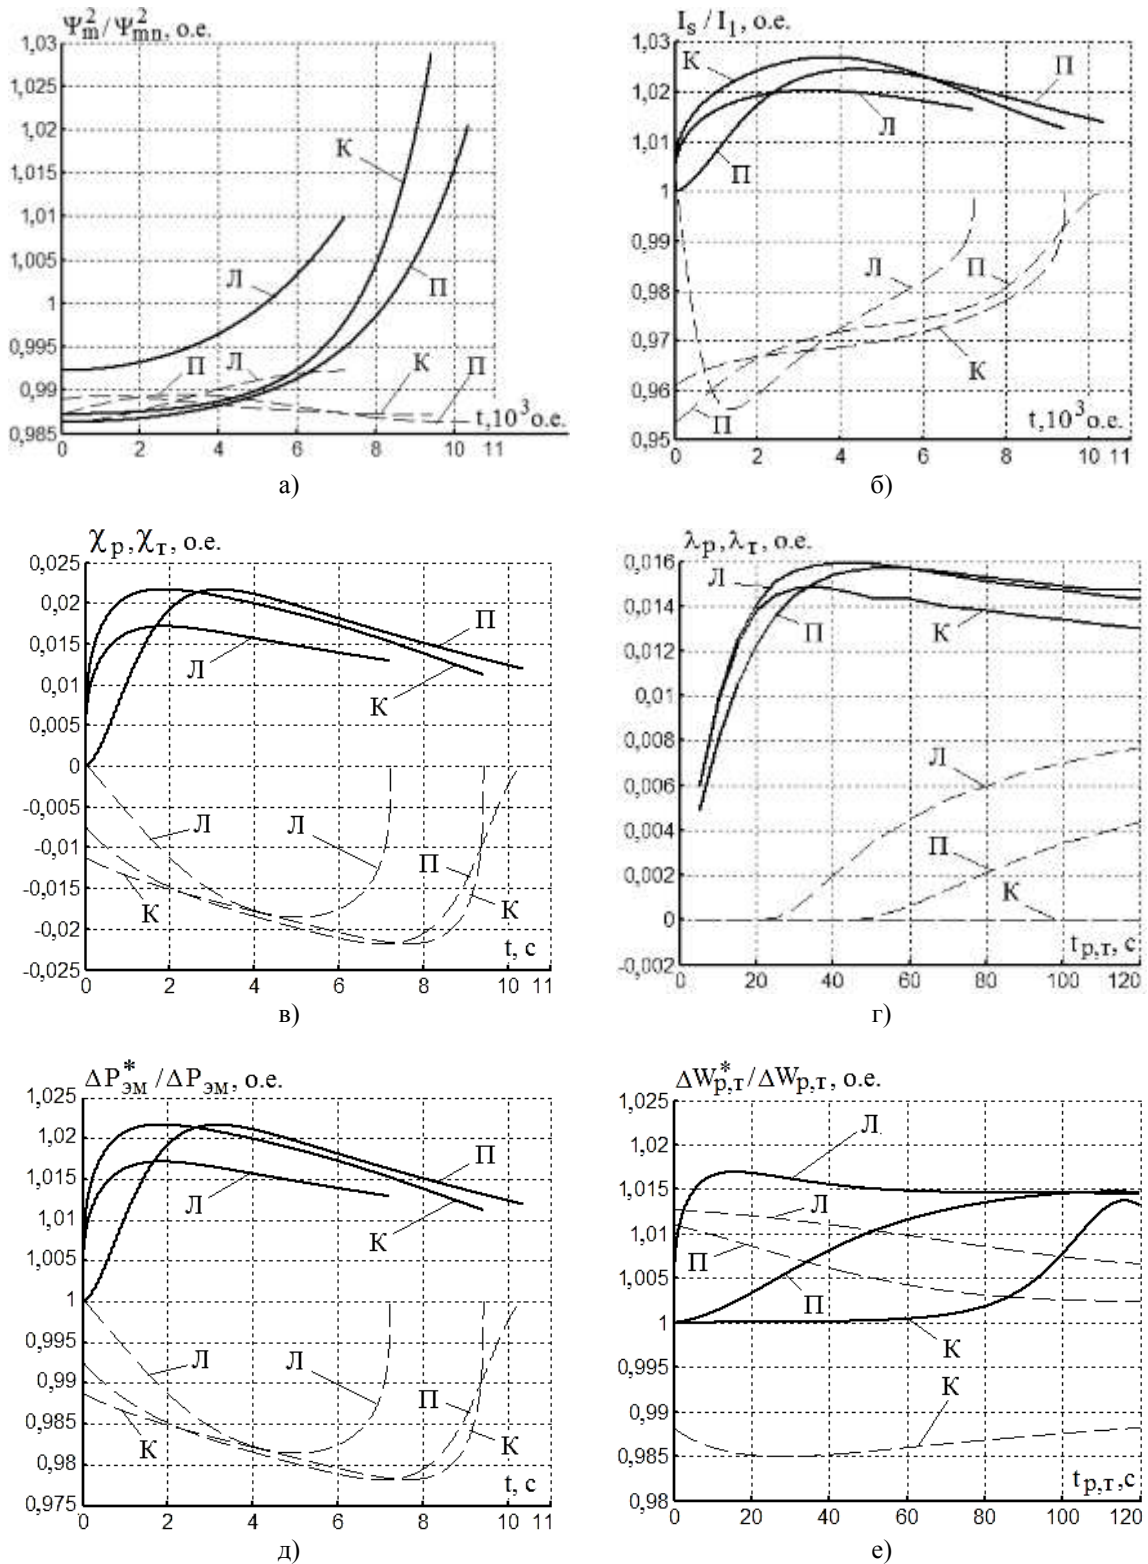 Ψ²m/Ψ²mn, о.е.
1,03
1,025
1,02
1,015
1,01
1,005
1
0,995
0,99
0,985
К
Л
П
П
Л
К
П
t,10³о.е.
0 2 4 6 8 10 11
а)
Is/I1, о.е.
1,03
1,02
1,01
1
0,99
0,98
0,97
0,96
0,95
К
П
Л
П
Л
П
К
П
t,10³о.е.
0 2 4 6 8 10 11
б)
χр,χт, о.е.
0,025
0,02
0,015
0,01
0,005
0
-0,005
-0,01
-0,015
-0,02
-0,025
П
Л
К
Л
Л
П
К
К
t, с
0 2 4 6 8 10 11
в)
λр,λт, о.е.
0,016
0,014
0,012
0,01
0,008
0,006
0,004
0,002
0
-0,002
Л
П
К
Л
П
К
tр,т, с
0 20 40 60 80 100 120
г)
ΔP*эм/ΔPэм, о.е.
1,025
1,02
1,015
1,01
1,005
1
0,995
0,99
0,985
0,98
0,975
П
Л
К
Л
Л
П
К
К
t, с
0 2 4 6 8 10 11
д)
ΔW*р,т/ΔWр,т, о.е.
1,025
1,02
1,015
1,01
1,005
1
0,995
0,99
0,985
0,98
Л
Л
П
П
К
К
tр,т,с
0 20 40 60 80 100 120
е)